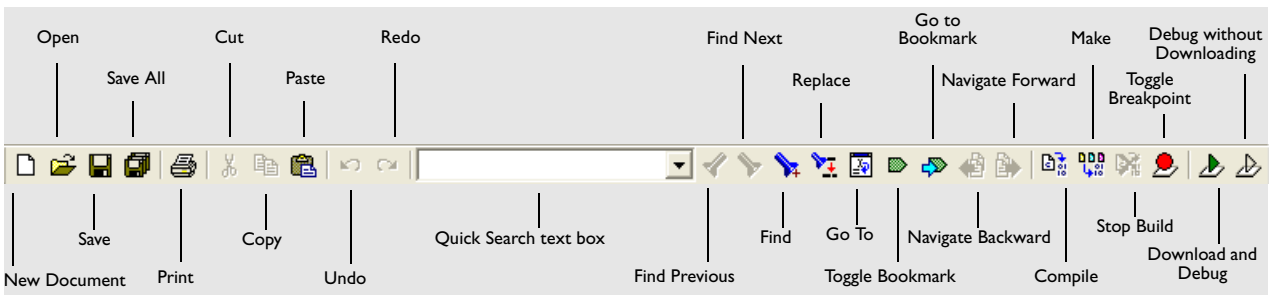 Open
Cut
Redo
Find Next
Go to
Bookmark
Make
Debug without
Downloading
Save All
Paste
Replace
Navigate Forward
Toggle
Breakpoint
Save
Copy
Quick Search text box
Find
Go To
Navigate Backward
Stop Build
New Document
Print
Undo
Find Previous
Toggle Bookmark
Compile
Download and
Debug